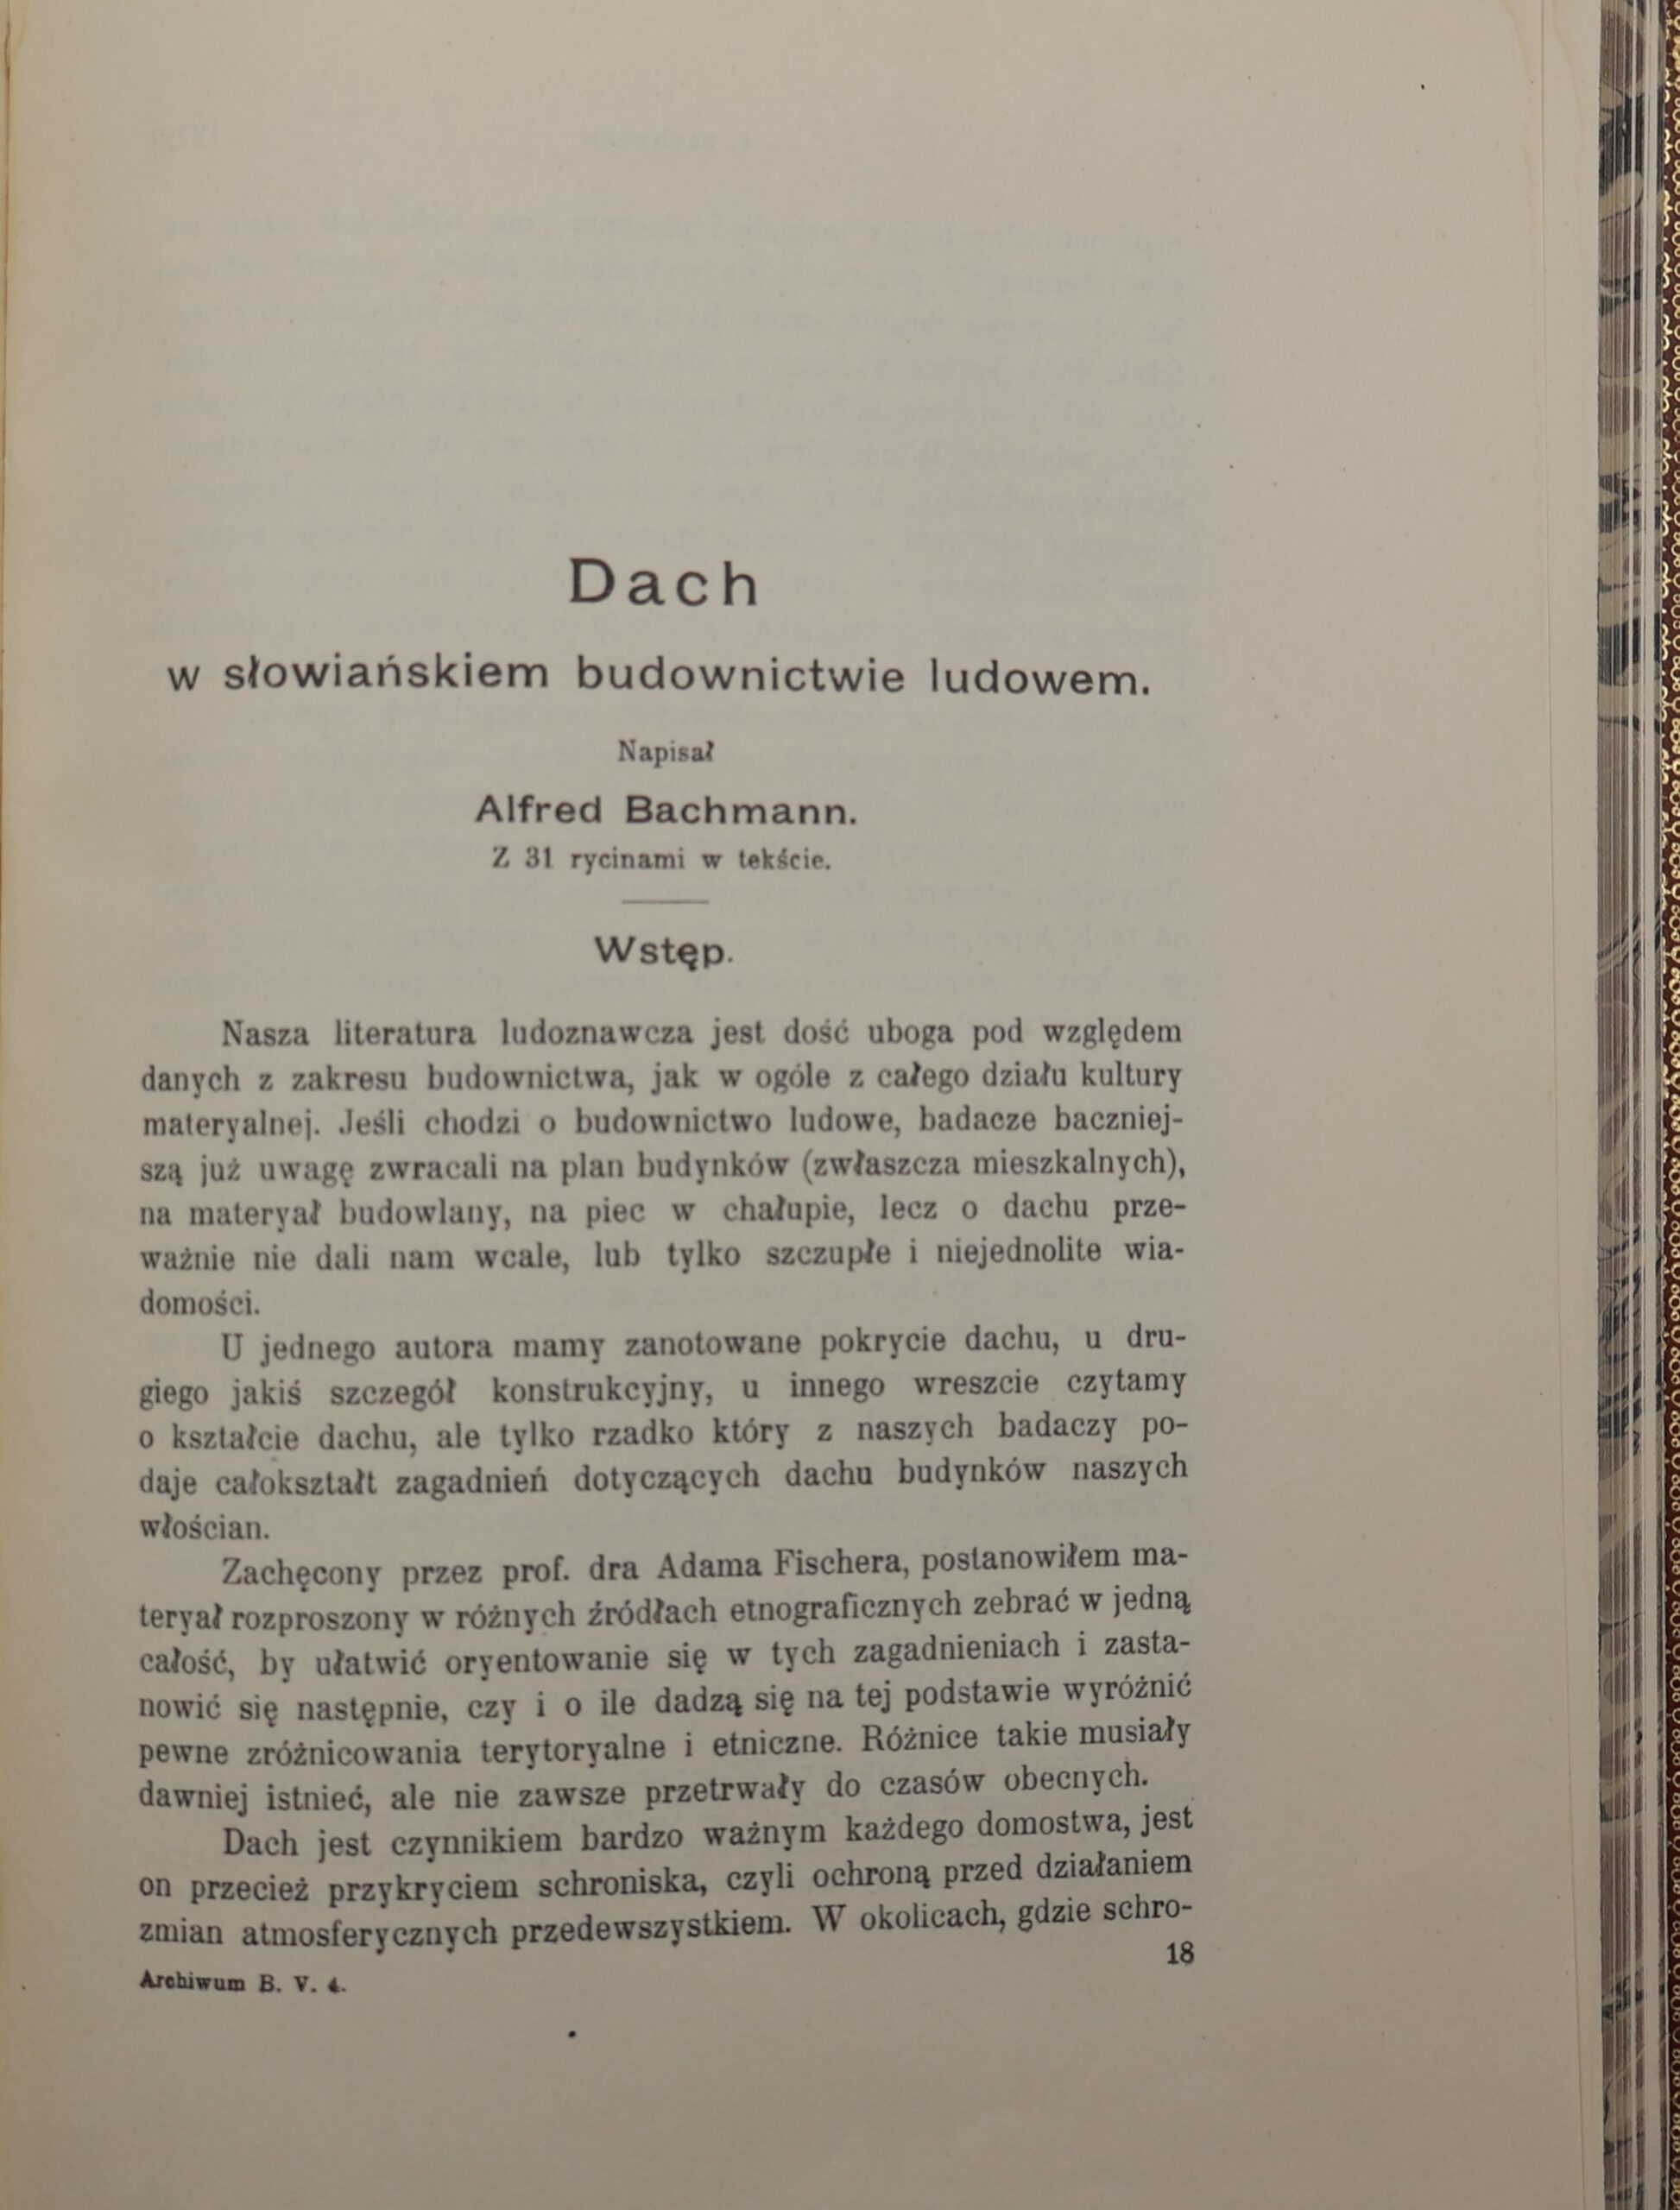 Dach
w słowiańskiem budownictwie ludowem.
Napisał
Alfred Bachmann.
Z 31 rycinami w tekście.
Wstęp.
Nasza literatura ludoznawcza jest dość uboga pod względem
danych z zakresu budownictwa, jak w ogóle z całego działu kultury
materyalnej. Jeśli chodzi o budownictwo ludowe, badacze baczniej-
szą już uwagę zwracali na plan budynków (zwłaszcza mieszkalnych),
na materyał budowlany, na piec w chałupie, lecz o dachu prze-
ważnie nie dali nam wcale, lub tylko szczupłe i niejednolite wia-
domości.
U jednego autora mamy zanotowane pokrycie dachu, u dru-
giego jakiś szczegół konstrukcyjny, u innego wreszcie czytamy
o kształcie dachu, ale tylko rzadko który z naszych badaczy po-
daje całokształt zagadnień dotyczących dachu budynków naszych
włościan.
Zachęcony przez prof. dra Adama Fischera, postanowiłem ma-
teryał rozproszony w różnych źródłach etnograficznych zebrać w jedną
całość, by ułatwić oryentowanie się w tych zagadnieniach i zasta-
nowić się następnie, czy i o ile dadzą się na tej podstawie wyróżnić
pewne zróżnicowania terytoryalne i etniczne. Różnice takie musiały
dawniej istnieć, ale nie zawsze przetrwały do czasów obecnych.
Dach jest czynnikiem bardzo ważnym każdego domostwa, jest
on przecież przykryciem schroniska, czyli ochroną przed działaniem
zmian atmosferycznych przedewszystkiem. W okolicach, gdzie schro-
18
Archiwum B. V. 4.